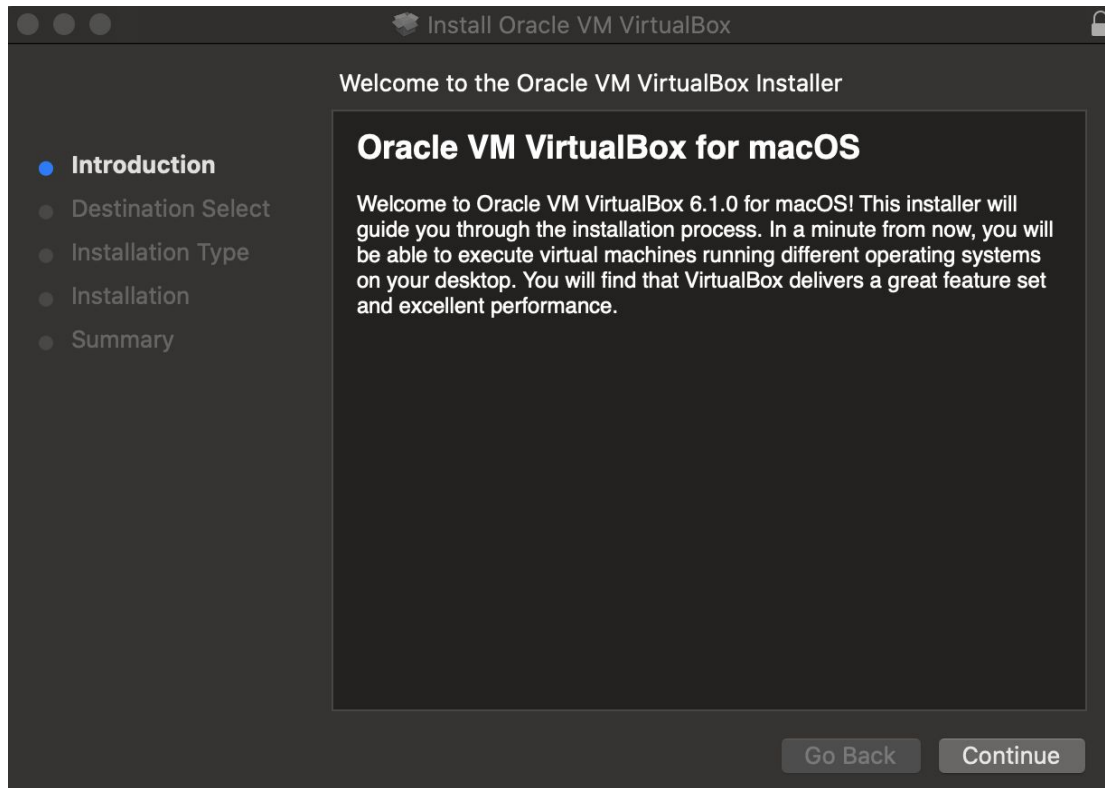 Install Oracle VM VirtualBox
Welcome to the Oracle VM VirtualBox Installer
Introduction
Destination Select
Installation Type
Installation
Summary
Oracle VM VirtualBox for macOS
Welcome to Oracle VM VirtualBox 6.1.0 for macOS! This installer will
guide you through the installation process. In a minute from now, you will
be able to execute virtual machines running different operating systems
on your desktop. You will find that VirtualBox delivers a great feature set
and excellent performance.
Go Back
Continue